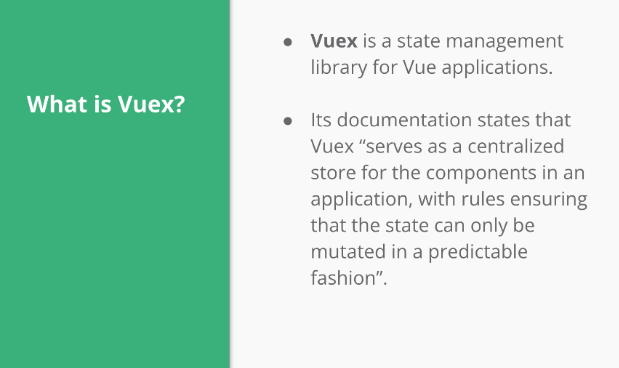 What is Vuex?
● Vuex is a state management
library for Vue applications.
● Its documentation states that
Vuex “serves as a centralized
store for the components in an
application, with rules ensuring
that the state can only be
mutated in a predictable
fashion”.